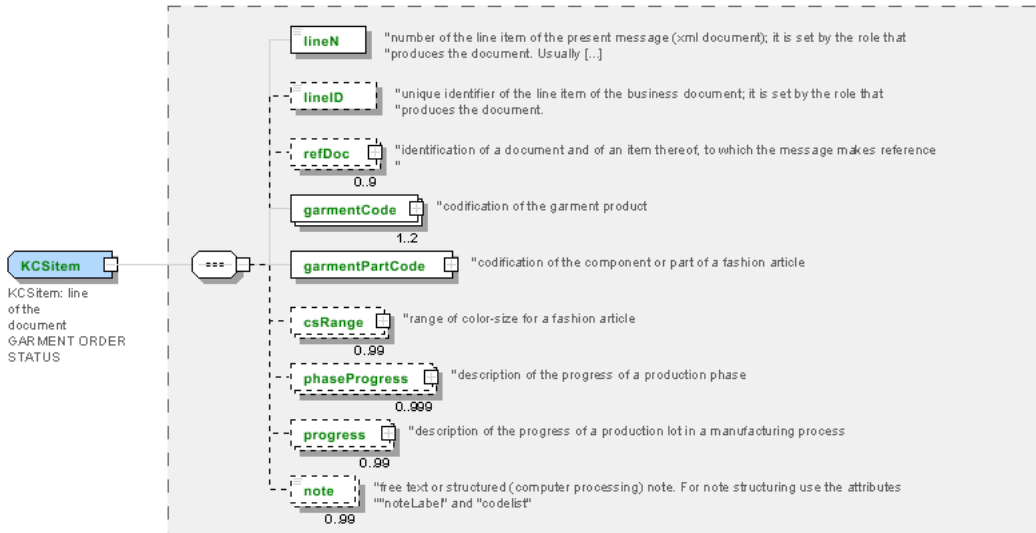 lineN
"number of the line item of the present message (xml document); it is set by the role that
"produces the document. Usually [...]
lineID
"unique identifier of the line item of the business document; it is set by the role that
"produces the document.
refDoc
"identification of a document and of an item thereof, to which the message makes reference
"
0..9
garmentCode
"codification of the garment product
1..2
KCSitem
KCSitem: line
of the
document
GARMENT ORDER
STATUS
garmentPartCode
"codification of the component or part of a fashion article
csRange
"range of color-size for a fashion article
0..99
phaseProgress
"description of the progress of a production phase
0..999
progress
"description of the progress of a production lot in a manufacturing process
0..99
note
"free text or structured (computer processing) note. For note structuring use the attributes
""noteLabel" and "codelist"
0..99